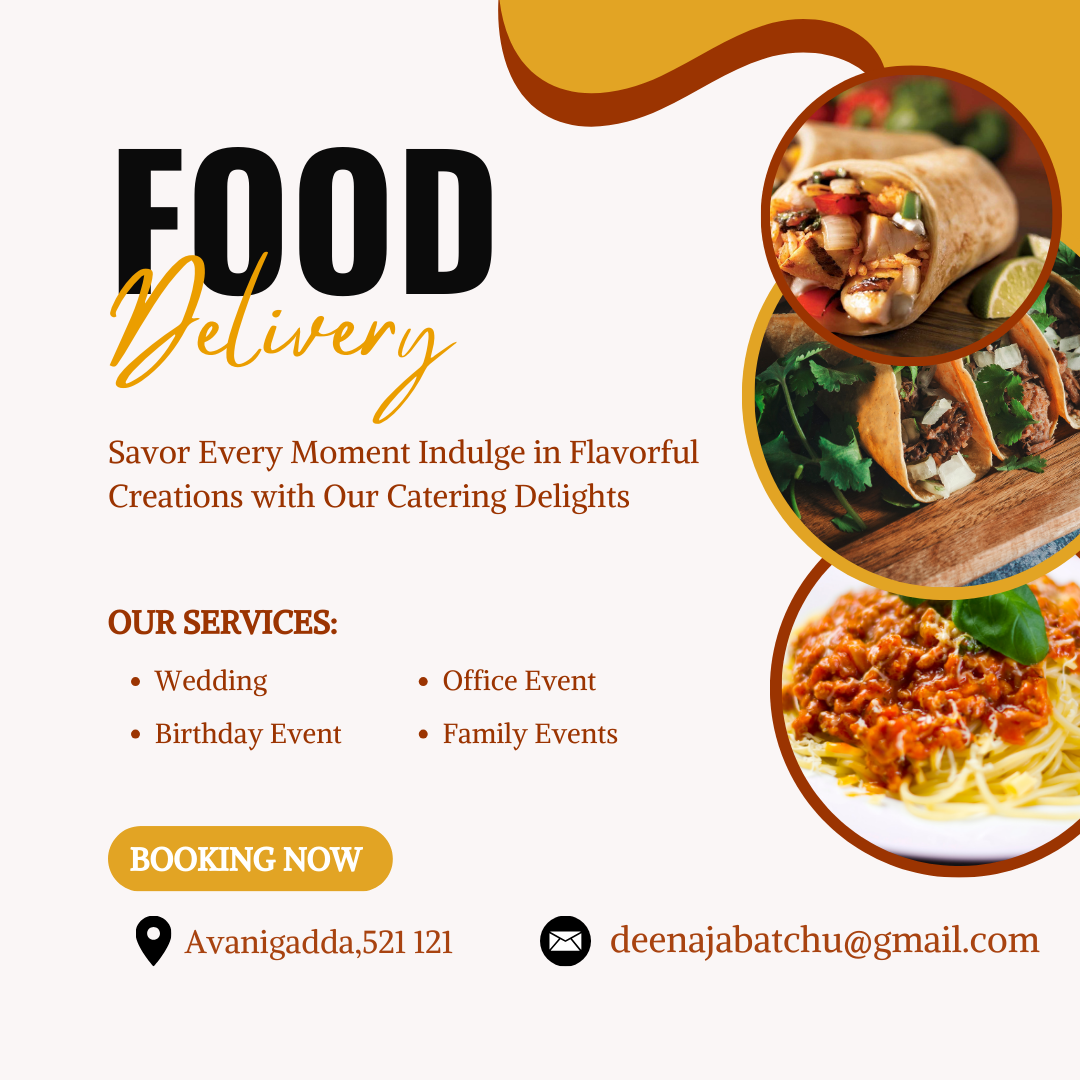 FOOD
Delivery
Savor Every Moment Indulge in Flavorful
Creations with Our Catering Delights
OUR SERVICES:
• Wedding
• Birthday Event
• Office Event
• Family Events
BOOKING NOW
Avanigadda,521 121
deenajabatchu@gmail.com